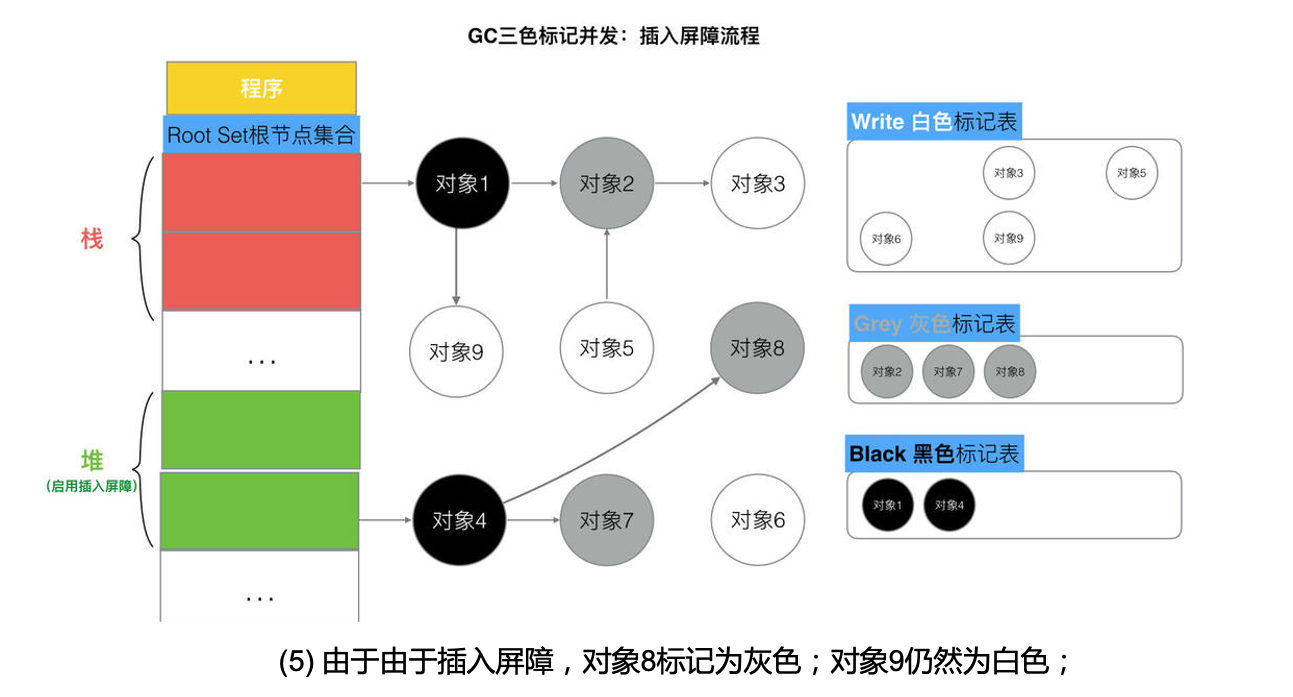 GC三色标记并发：插入屏障流程
程序
Root Set根节点集合
栈
...
堆
(启用插入屏障)
...
对象1
对象2
对象3
对象9
对象5
对象8
对象4
对象7
对象6
Write 白色标记表
对象3
对象5
对象6
对象9
Grey 灰色标记表
对象2
对象7
对象8
Black 黑色标记表
对象1
对象4
(5) 由于由于插入屏障，对象8标记为灰色；对象9仍然为白色；